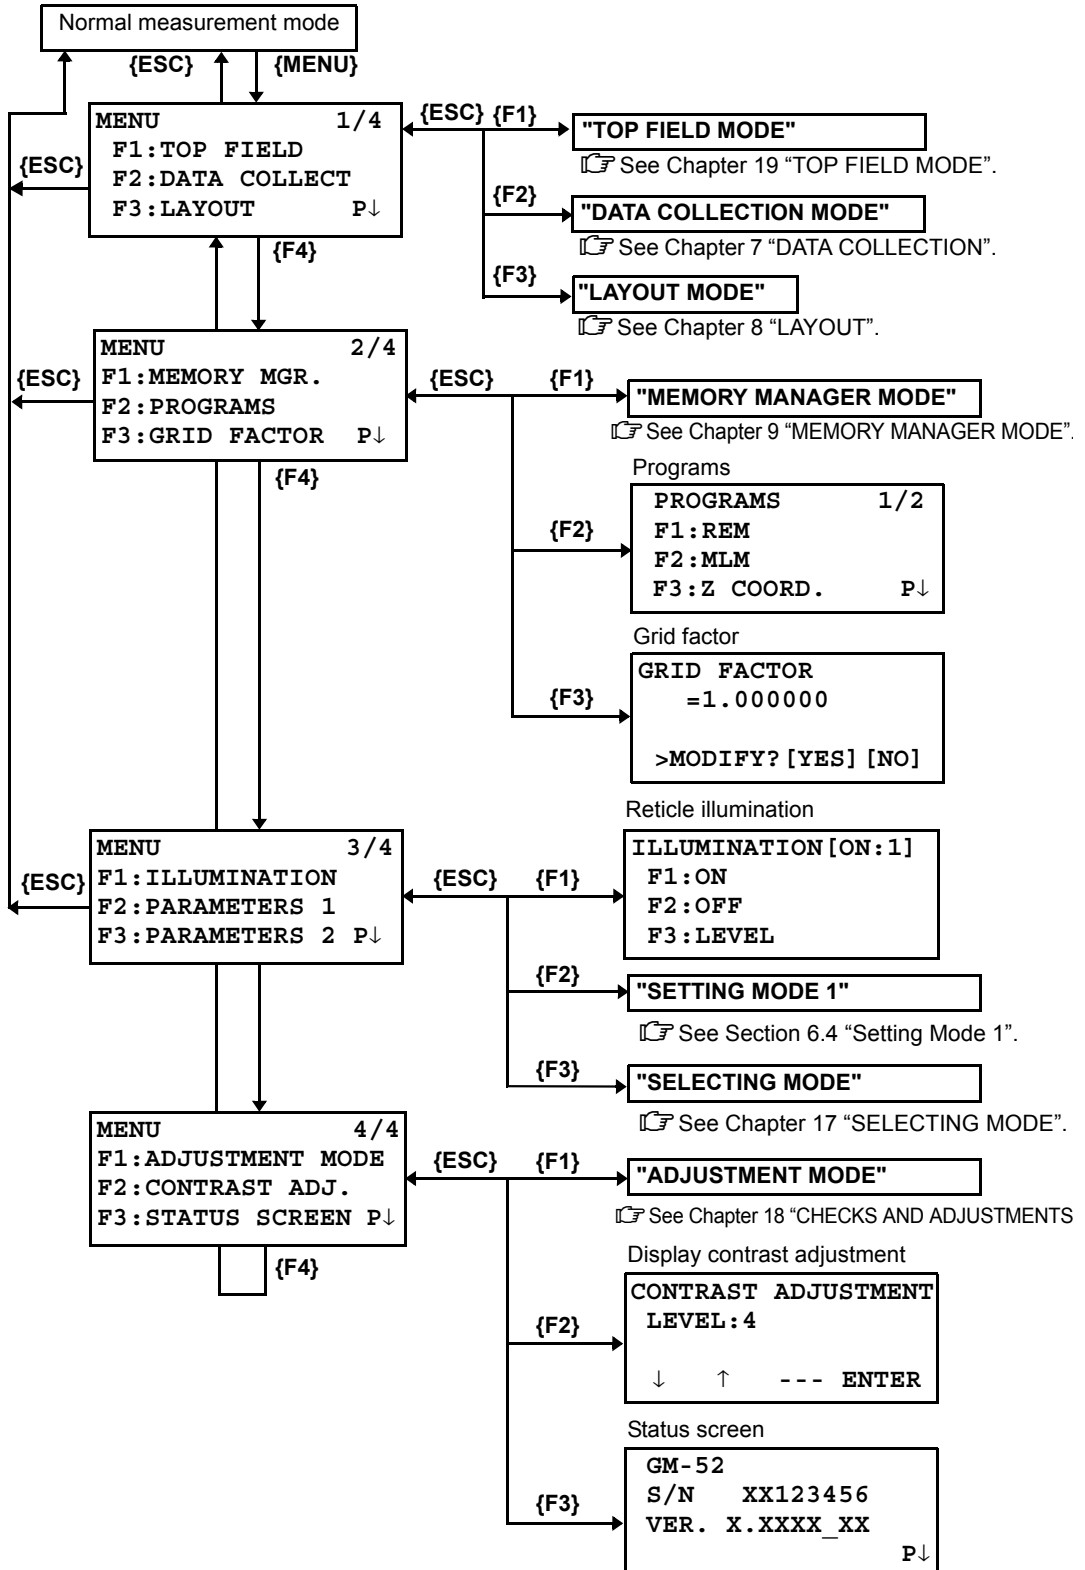 Normal measurement mode
{ESC} {MENU}
MENU 1/4
F1:TOP FIELD
F2:DATA COLLECT
F3:LAYOUT P↓
{ESC}
{ESC} {F1}
"TOP FIELD MODE"
See Chapter 19 “TOP FIELD MODE”.
{F2}
"DATA COLLECTION MODE"
See Chapter 7 “DATA COLLECTION”.
{F3}
"LAYOUT MODE"
See Chapter 8 “LAYOUT”.
{F4}
MENU 2/4
F1:MEMORY MGR.
F2:PROGRAMS
F3:GRID FACTOR P↓
{ESC}
{ESC} {F1}
"MEMORY MANAGER MODE"
See Chapter 9 “MEMORY MANAGER MODE”.
{F4}
Programs
{F2}
PROGRAMS 1/2
F1:REM
F2:MLM
F3:Z COORD. P↓
Grid factor
{F3}
GRID FACTOR
=1.000000
>MODIFY?[YES][NO]
MENU 3/4
F1:ILLUMINATION
F2:PARAMETERS 1
F3:PARAMETERS 2 P↓
{ESC}
{ESC} {F1}
Reticle illumination
ILLUMINATION[ON:1]
F1:ON
F2:OFF
F3:LEVEL
{F2}
"SETTING MODE 1"
See Section 6.4 “Setting Mode 1”.
{F3}
"SELECTING MODE"
See Chapter 17 “SELECTING MODE”.
MENU 4/4
F1:ADJUSTMENT MODE
F2:CONTRAST ADJ.
F3:STATUS SCREEN P↓
{ESC} {F1}
"ADJUSTMENT MODE"
See Chapter 18 “CHECKS AND ADJUSTMENTS
{F4}
Display contrast adjustment
{F2}
CONTRAST ADJUSTMENT
LEVEL:4
↓ ↑ --- ENTER
Status screen
{F3}
GM-52
S/N XX123456
VER. X.XXXX_XX
P↓